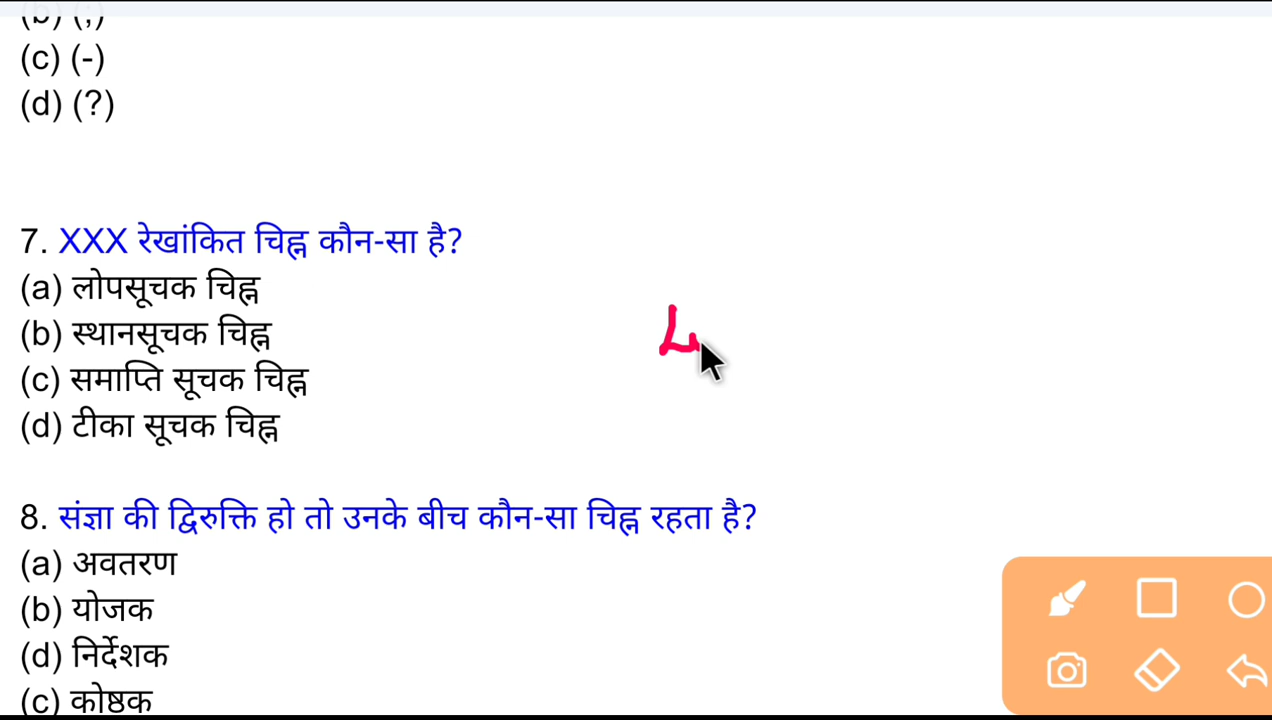 (c) (-)
(d) (?)
7. XXX रेखांकित चिह्न कौन-सा है?
(a) लोपसूचक चिह्न
(b) स्थानसूचक चिह्न
(c) समाप्ति सूचक चिह्न
(d) टीका सूचक चिह्न
8. संज्ञा की द्विरुक्ति हो तो उनके बीच कौन-सा चिह्न रहता है?
(a) अवतरण
(b) योजक
(d) निर्देशक
(c) कोष्ठक